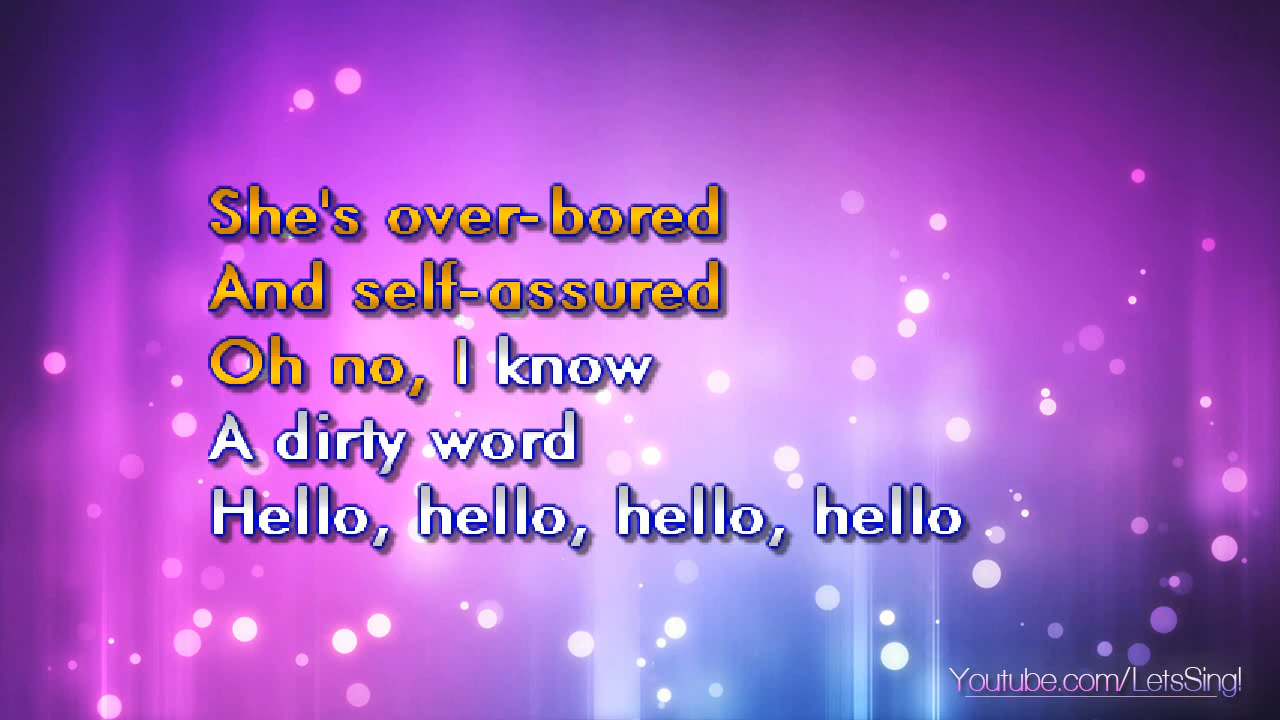 She's over-bored
And self-assured
Oh no, I know
A dirty word
Hello, hello, hello, hello
Youtube.com/LetsSing!